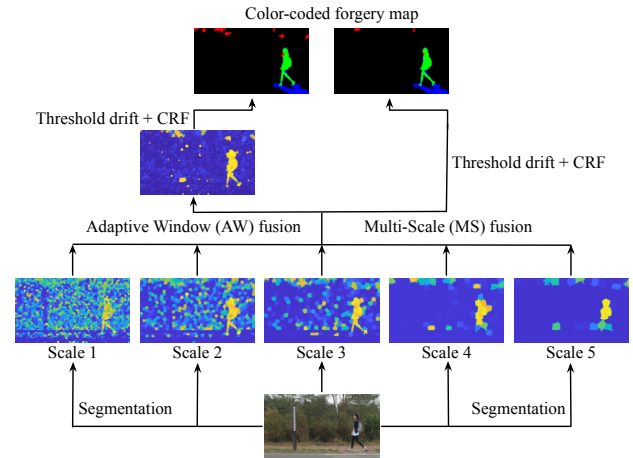 Color-coded forgery map
Threshold drift + CRF
Threshold drift + CRF
Adaptive Window (AW) fusion
Multi-Scale (MS) fusion
Scale 1
Scale 2
Scale 3
Scale 4
Scale 5
Segmentation
Segmentation